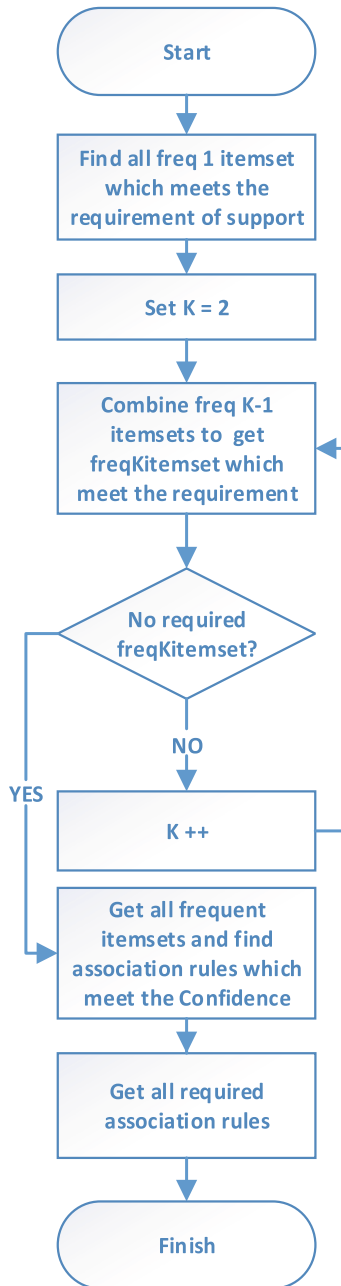 Start
Find all freq 1 itemset
which meets the
requirement of support
Set K = 2
Combine freq K-1
itemsets to get
freqKitemset which
meet the requirement
No required
freqKitemset?
NO
YES
K ++
Get all frequent
itemsets and find
association rules which
meet the Confidence
Get all required
association rules
Finish